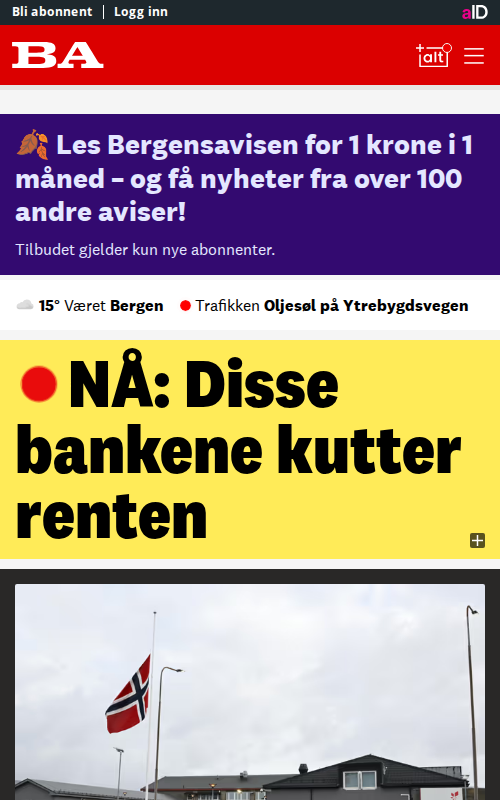 Bli abonnent | Logg inn
aID
BA
+alt
Les Bergensavisen for 1 krone i 1
måned – og få nyheter fra over 100
andre aviser!
Tilbudet gjelder kun nye abonnenter.
15° Været Bergen Trafikken Oljesøl på Ytrebygdsvegen
NÅ: Disse
bankene kutter
renten